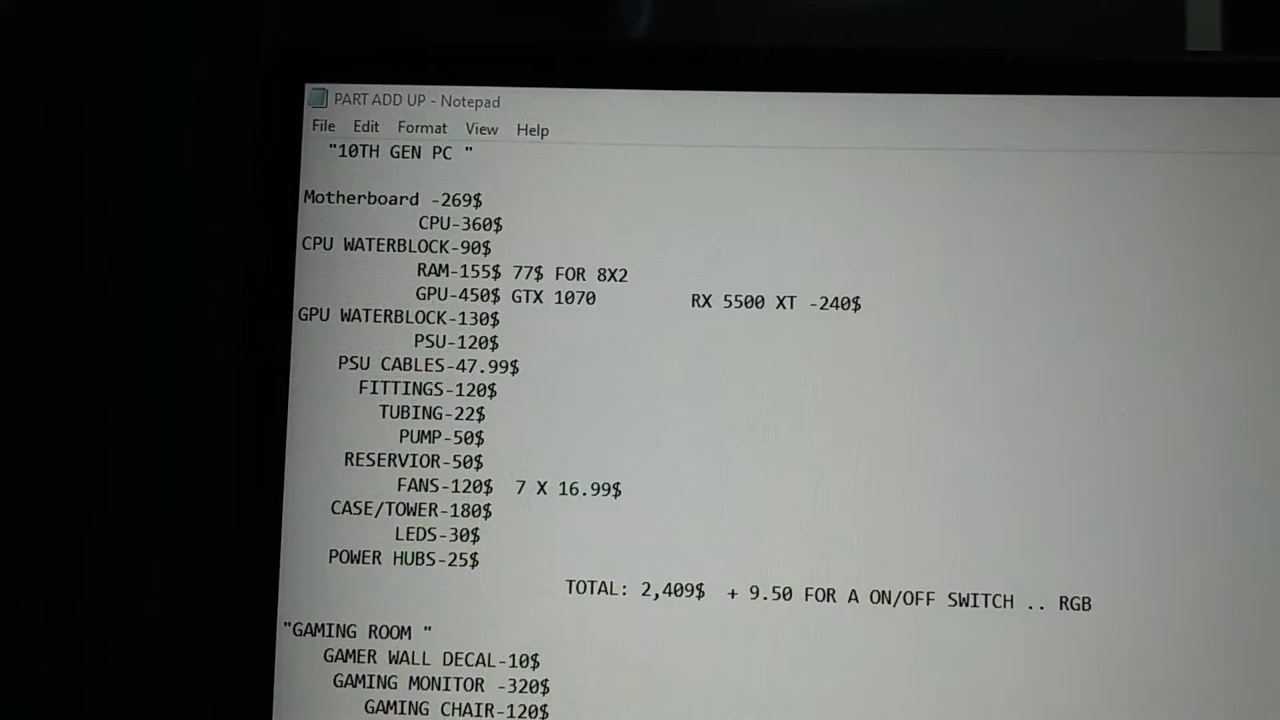 PART ADD UP - Notepad
File Edit Format View Help
"10TH GEN PC "
Motherboard -269$
CPU-360$
CPU WATERBLOCK-90$
RAM-155$ 77$ FOR 8X2
GPU-450$ GTX 1070 RX 5500 XT -240$
GPU WATERBLOCK-130$
PSU-120$
PSU CABLES-47.99$
FITTINGS-120$
TUBING-22$
PUMP-50$
RESERVIOR-50$
FANS-120$ 7 X 16.99$
CASE/TOWER-180$
LEDS-30$
POWER HUBS-25$
TOTAL: 2,409$ + 9.50 FOR A ON/OFF SWITCH .. RGB
"GAMING ROOM "
GAMER WALL DECAL-10$
GAMING MONITOR -320$
GAMING CHAIR-120$